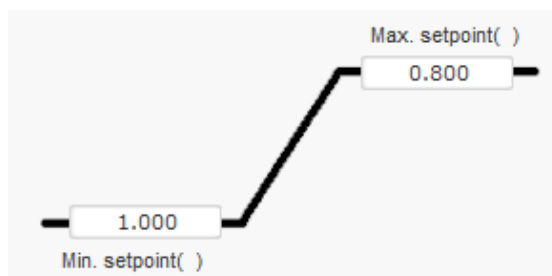 Max. setpoint( )
0.800
1.000
Min. setpoint( )